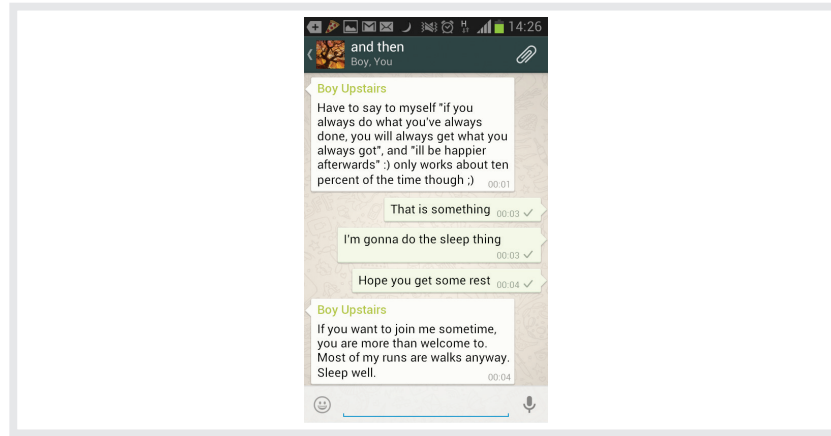 14:26
and then
Boy, You
Boy Upstairs
Have to say to myself "if you
always do what you've always
done, you will always get what you
always got", and "ill be happier
afterwards" :) only works about ten
percent of the time though ;) 00:01
That is something 00:03
I'm gonna do the sleep thing
00:03
Hope you get some rest 00:04
Boy Upstairs
If you want to join me sometime,
you are more than welcome to.
Most of my runs are walks anyway.
Sleep well. 00:04